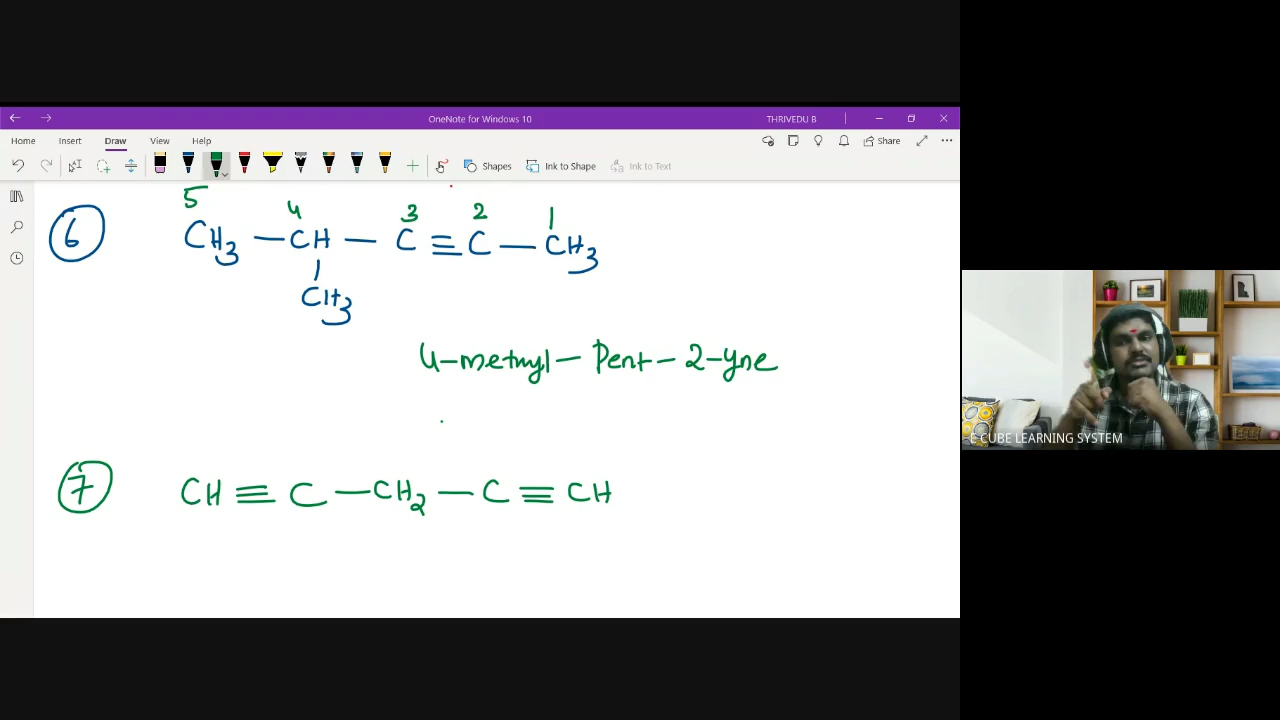 OneNote for Windows 10
THRIVEDU B
Home Insert Draw View Help
Share
Shapes Ink to Shape Ink to Text
5 4 3 2 1
6 CH3 — CH — C ≡ C — CH3
CH3
4-methyl – Pent – 2-yne
7 CH ≡ C — CH2 — C ≡ CH
E CUBE LEARNING SYSTEM